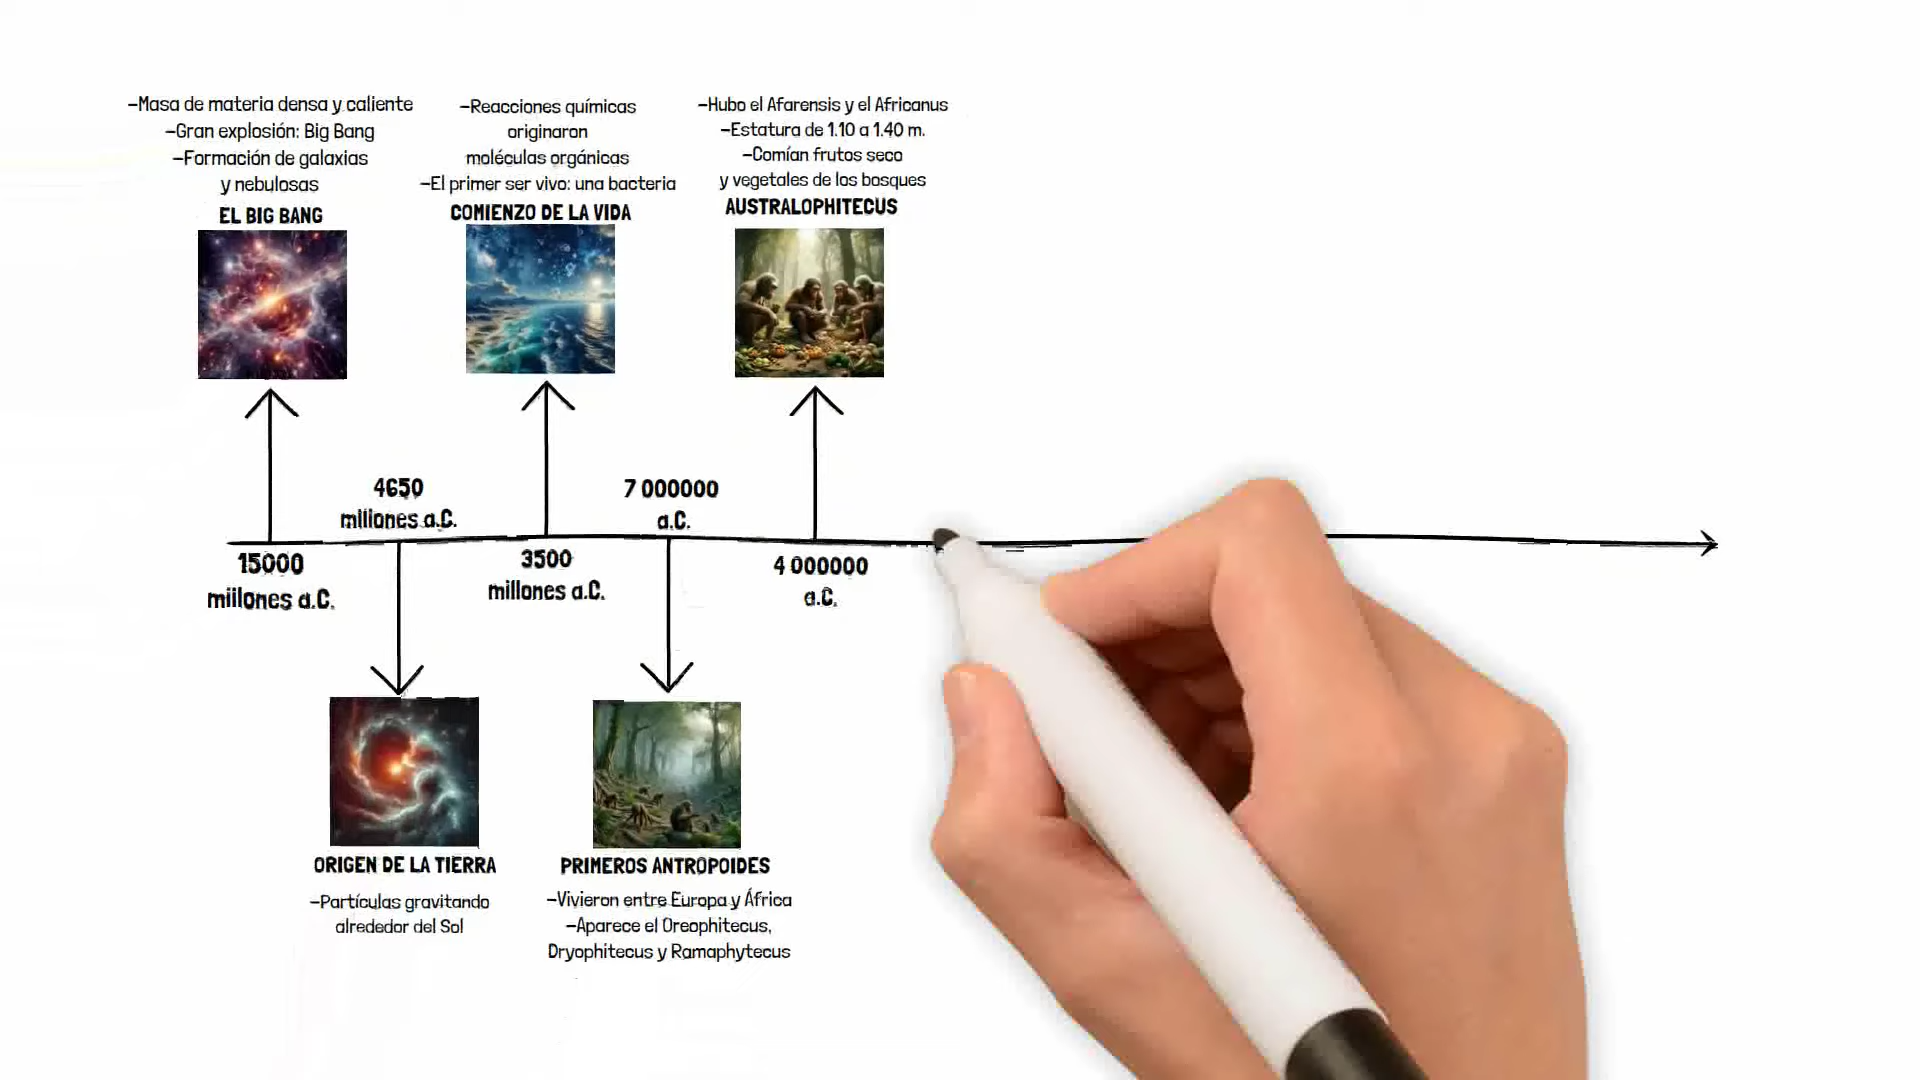 –Masa de materia densa y caliente
–Gran explosión: Big Bang
–Formación de galaxias
y nebulosas
EL BIG BANG
–Reacciones químicas
originaron
moléculas orgánicas
–El primer ser vivo: una bacteria
COMIENZO DE LA VIDA
–Hubo el Afarensis y el Africanus
–Estatura de 1.10 a 1.40 m.
–Comían frutos seco
y vegetales de los bosques
AUSTRALOPHITECUS
4650
millones a.C.
7 000000
a.C.
15000
millones a.C.
3500
millones a.C.
4 000000
a.C.
ORIGEN DE LA TIERRA
–Partículas gravitando
alrededor del Sol
PRIMEROS ANTROPOIDES
–Vivieron entre Europa y África
–Aparece el Oreophitecus,
Dryophitecus y Ramaphytecus